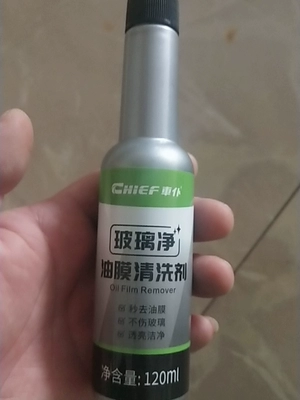 CHIEF 車仆
玻璃净
油膜清洗剂
Oil Film Remover
秒去油膜
不伤玻璃
透亮洁净
净含量:120ml